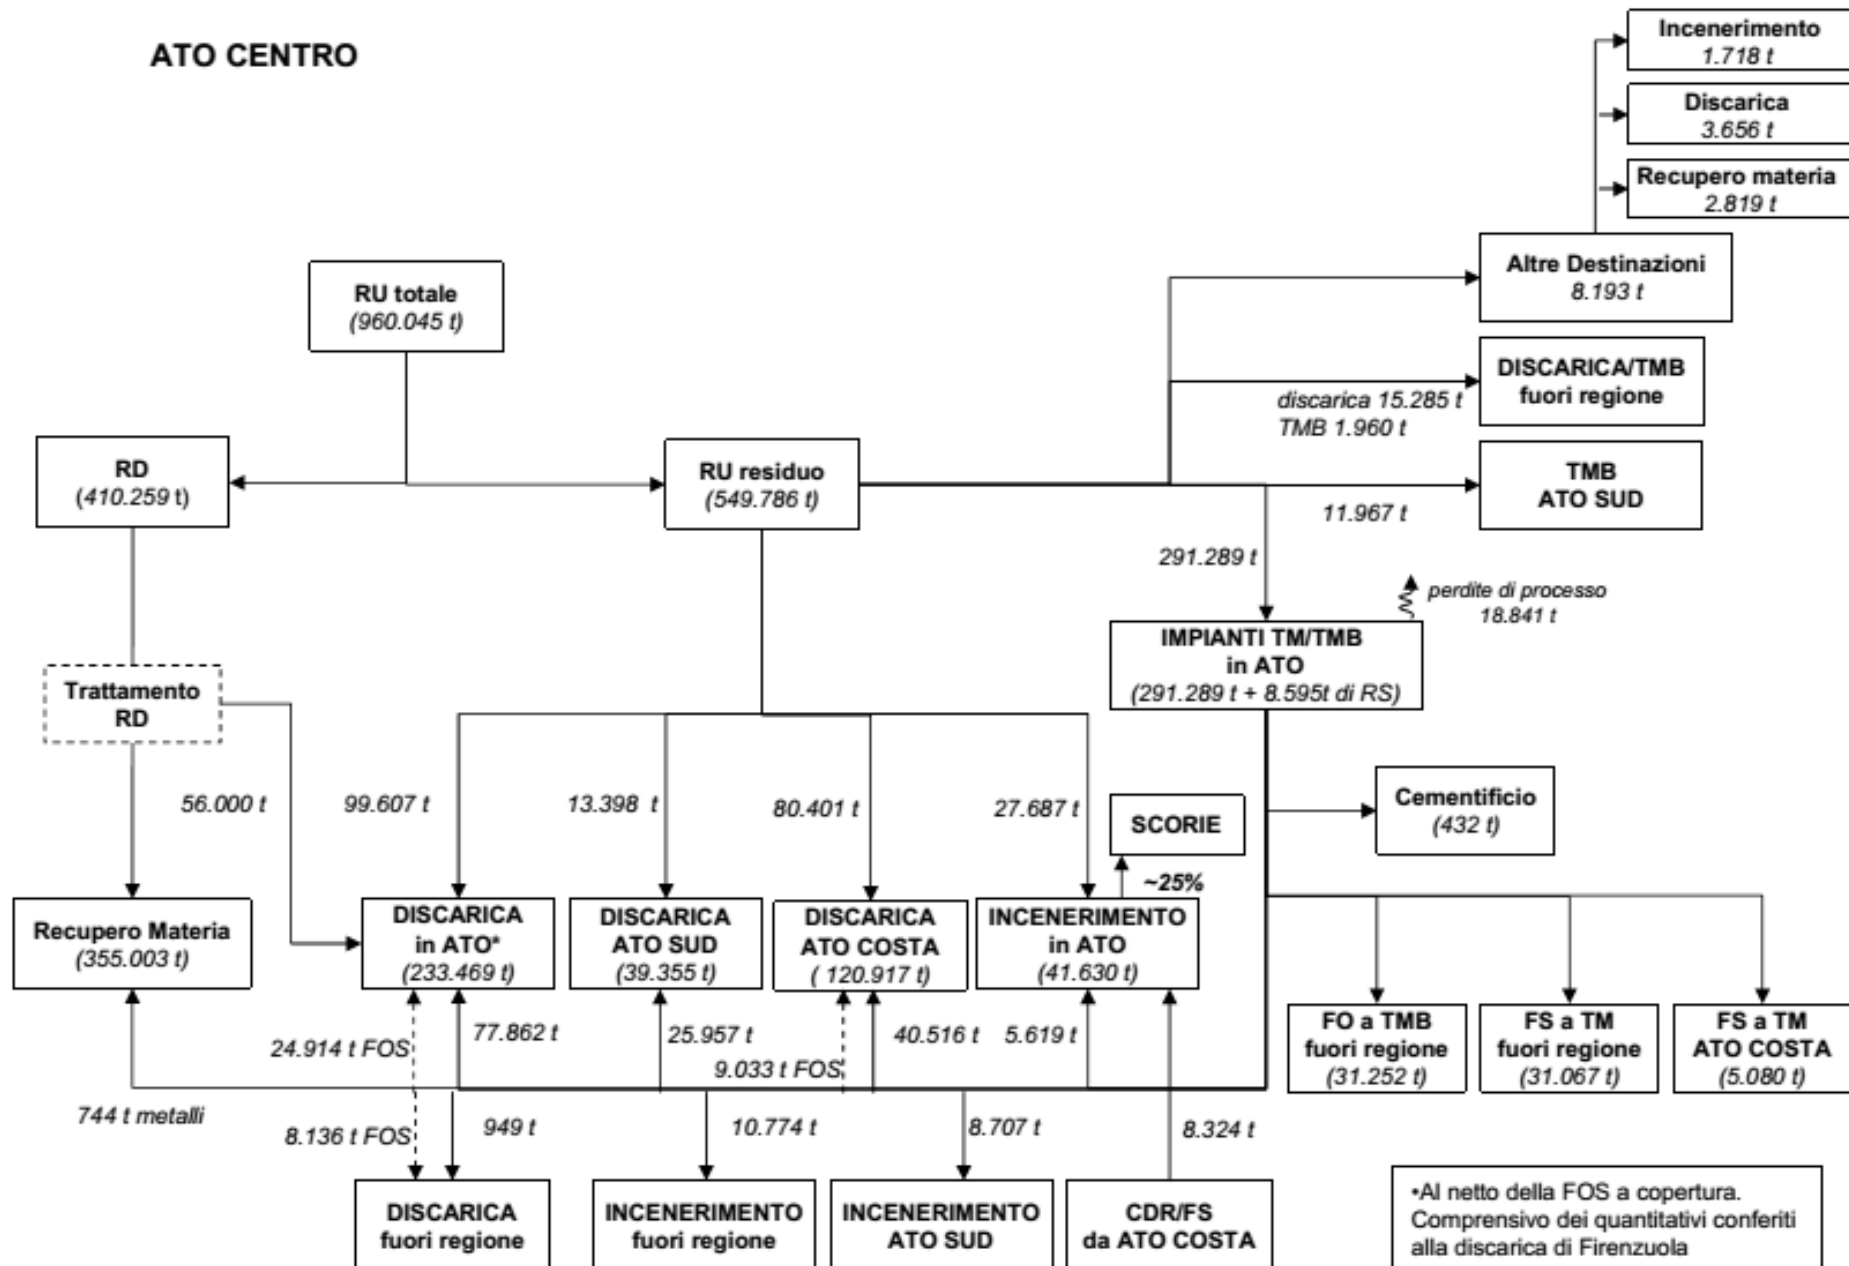 ATO CENTRO
Incenerimento
1.718 t
Discarica
3.656 t
Recupero materia
2.819 t
Altre Destinazioni
8.193 t
RU totale
(960.045 t)
DISCARICA/TMB
fuori regione
discarica 15.285 t
TMB 1.960 t
RD
(410.259 t)
RU residuo
(549.786 t)
TMB
ATO SUD
11.967 t
291.289 t
perdite di processo
18.841 t
IMPIANTI TM/TMB
in ATO
(291.289 t + 8.595t di RS)
Trattamento
RD
56.000 t
99.607 t
13.398 t
80.401 t
27.687 t
SCORIE
~25%
Cementificio
(432 t)
Recupero Materia
(355.003 t)
DISCARICA
in ATO*
(233.469 t)
DISCARICA
ATO SUD
(39.355 t)
DISCARICA
ATO COSTA
( 120.917 t)
INCENERIMENTO
in ATO
(41.630 t)
24.914 t FOS
77.862 t
25.957 t
9.033 t FOS
40.516 t
5.619 t
FO a TMB
fuori regione
(31.252 t)
FS a TM
fuori regione
(31.067 t)
FS a TM
ATO COSTA
(5.080 t)
744 t metalli
8.136 t FOS
949 t
10.774 t
8.707 t
8.324 t
DISCARICA
fuori regione
INCENERIMENTO
fuori regione
INCENERIMENTO
ATO SUD
CDR/FS
da ATO COSTA
•Al netto della FOS a copertura.
Comprensivo dei quantitativi conferiti
alla discarica di Firenzuola